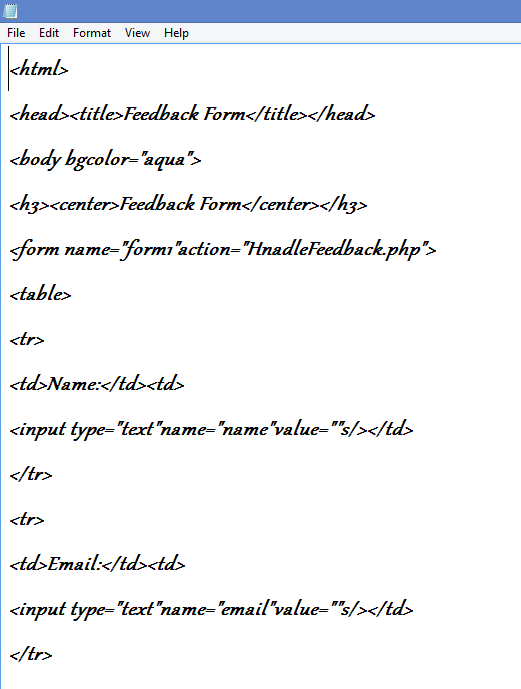 File Edit Format View Help
<html>
<head><title>Feedback Form</title></head>
<body bgcolor="aqua">
<h3><center>Feedback Form</center></h3>
<form name="form1"action="HnadleFeedback.php">
<table>
<tr>
<td>Name:</td><td>
<input type="text"name="name"value=""s/></td>
</tr>
<tr>
<td>Email:</td><td>
<input type="text"name="email"value=""s/></td>
</tr>